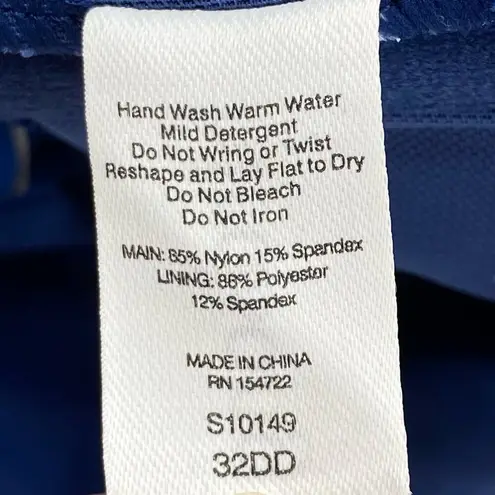 Hand Wash Warm Water
Mild Detergent
Do Not Wring or Twist
Reshape and Lay Flat to Dry
Do Not Bleach
Do Not Iron
MAIN: 85% Nylon 15% Spandex
LINING: 88% Polyester
12% Spandex
MADE IN CHINA
RN 154722
S10149
32DD